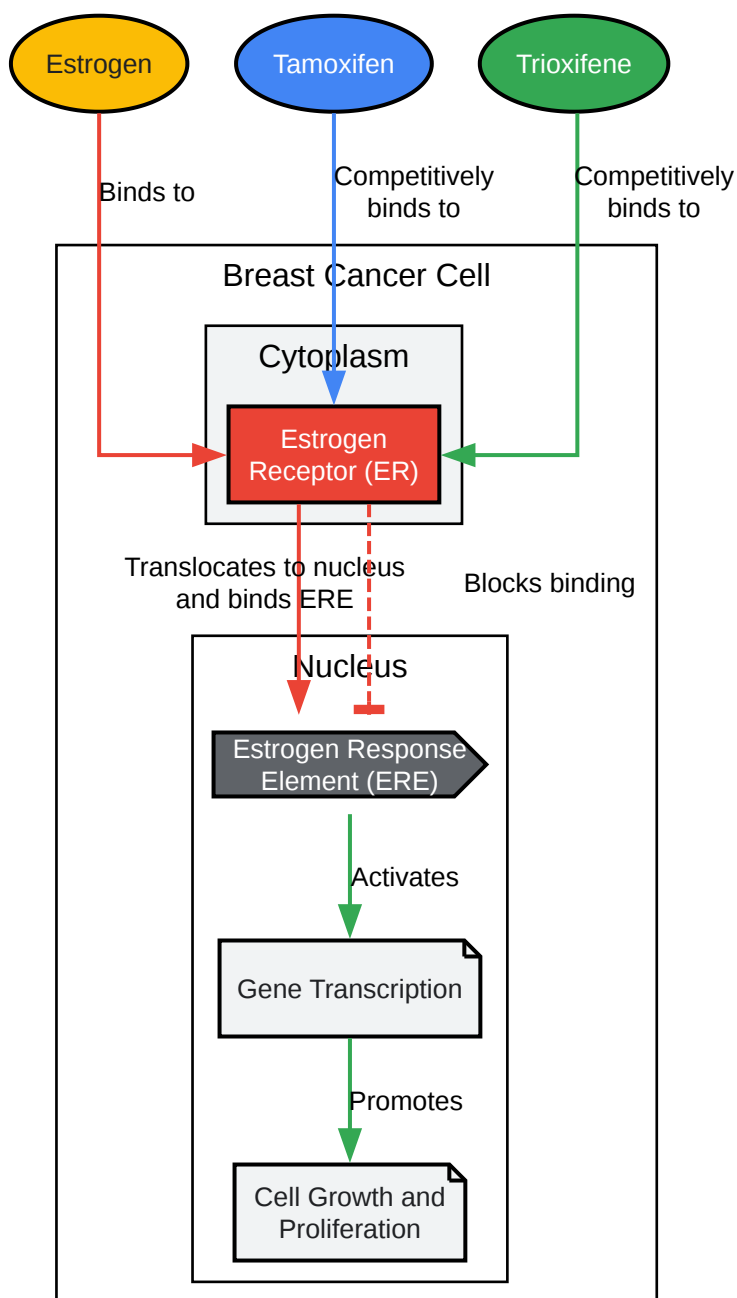 Estrogen
Tamoxifen
Trioxifene
Binds to
Competitively
binds to
Competitively
binds to
Breast Cancer Cell
Cytoplasm
Estrogen
Receptor (ER)
Translocates to nucleus
and binds ERE
Blocks binding
Nucleus
Estrogen Response
Element (ERE)
Activates
Gene Transcription
Promotes
Cell Growth and
Proliferation